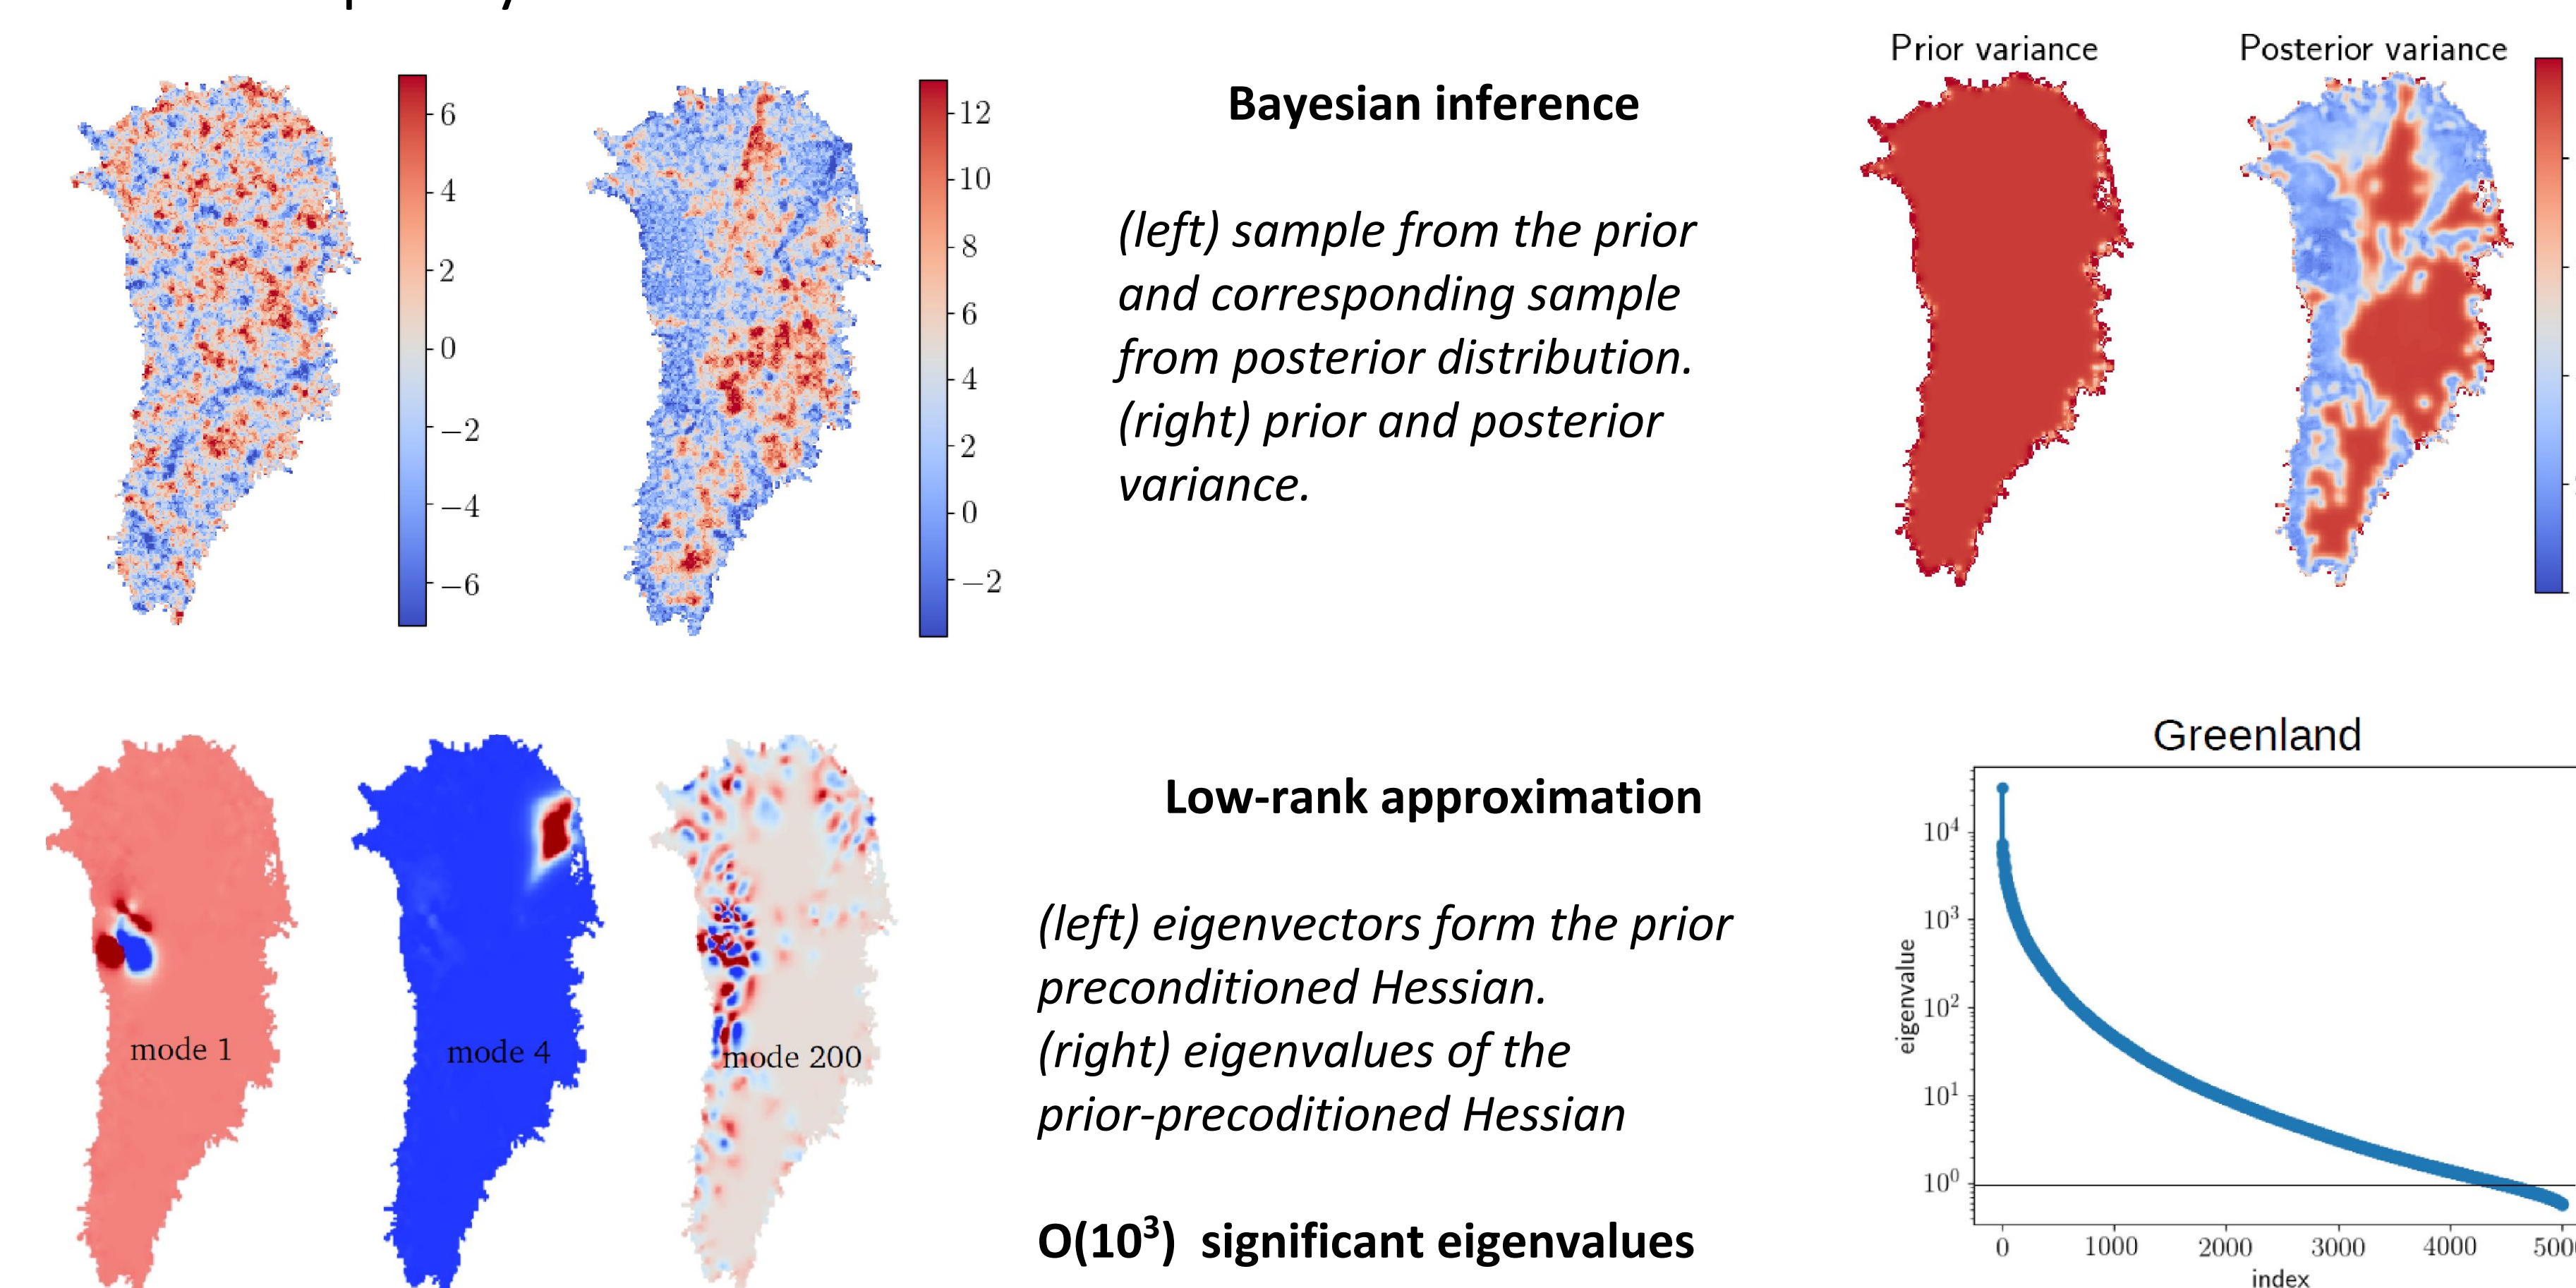 6
4
2
0
−2
−4
−6
12
10
8
6
4
2
0
−2
Bayesian inference
(left) sample from the prior
and corresponding sample
from posterior distribution.
(right) prior and posterior
variance.
Prior variance
Posterior variance
mode 1
mode 4
mode 200
Low-rank approximation
(left) eigenvectors form the prior
preconditioned Hessian.
(right) eigenvalues of the
prior-precoditioned Hessian
O(10³) significant eigenvalues
Greenland
eigenvalue
10⁴
10³
10²
10¹
10⁰
0 1000 2000 3000 4000
index